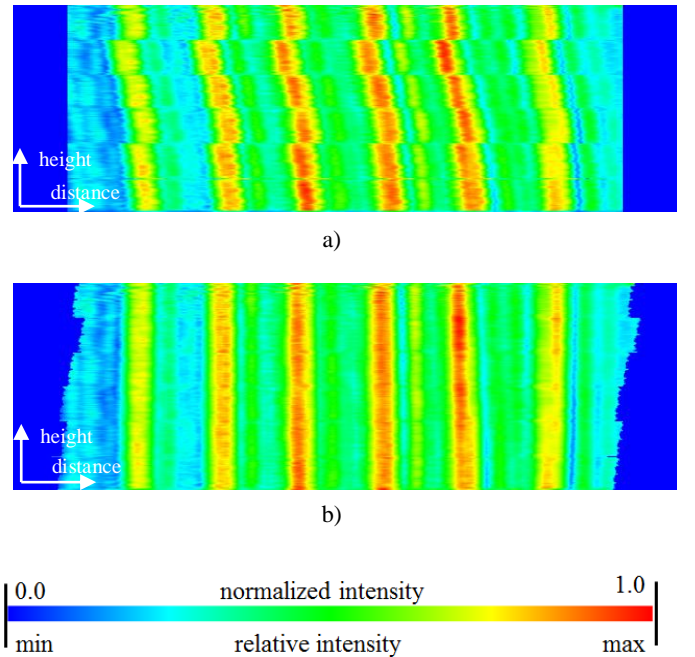 height
distance
a)
height
distance
b)
0.0 normalized intensity 1.0
min relative intensity max